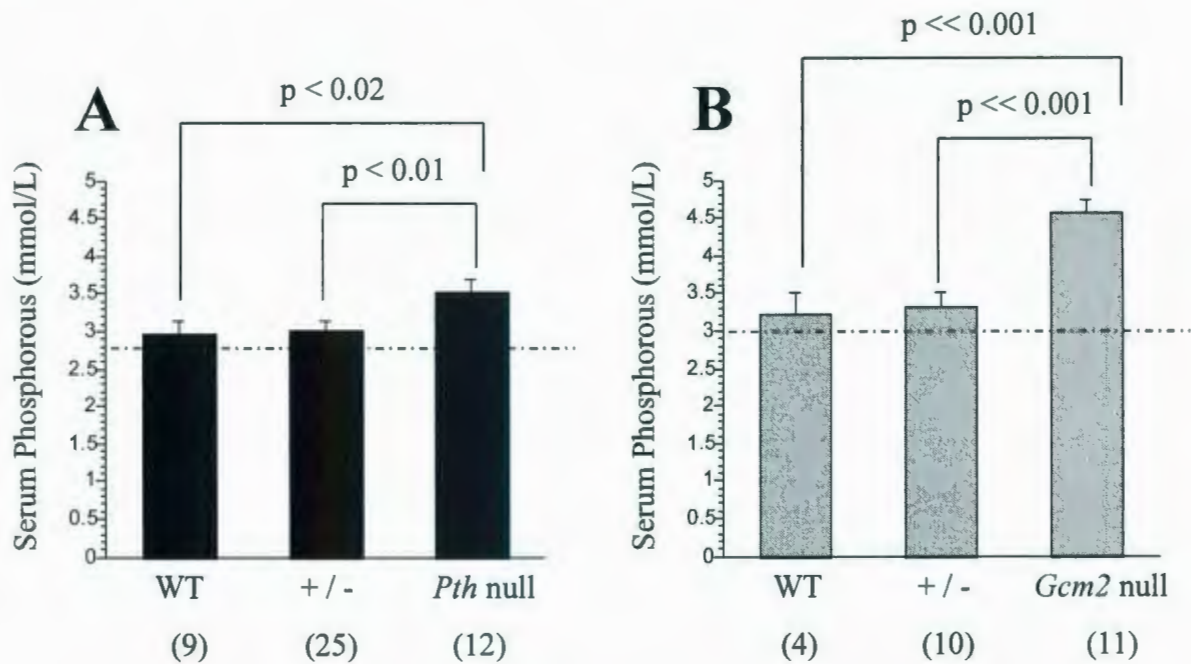 A
p < 0.02
p < 0.01
Serum Phosphorous (mmol/L)
5
4.5
4
3.5
3
2.5
2
1.5
1
0.5
0
WT + / - Pth null
(9) (25) (12)
B
p << 0.001
p << 0.001
Serum Phosphorous (mmol/L)
5
4.5
4
3.5
3
2.5
2
1.5
1
0.5
0
WT + / - Gcm2 null
(4) (10) (11)